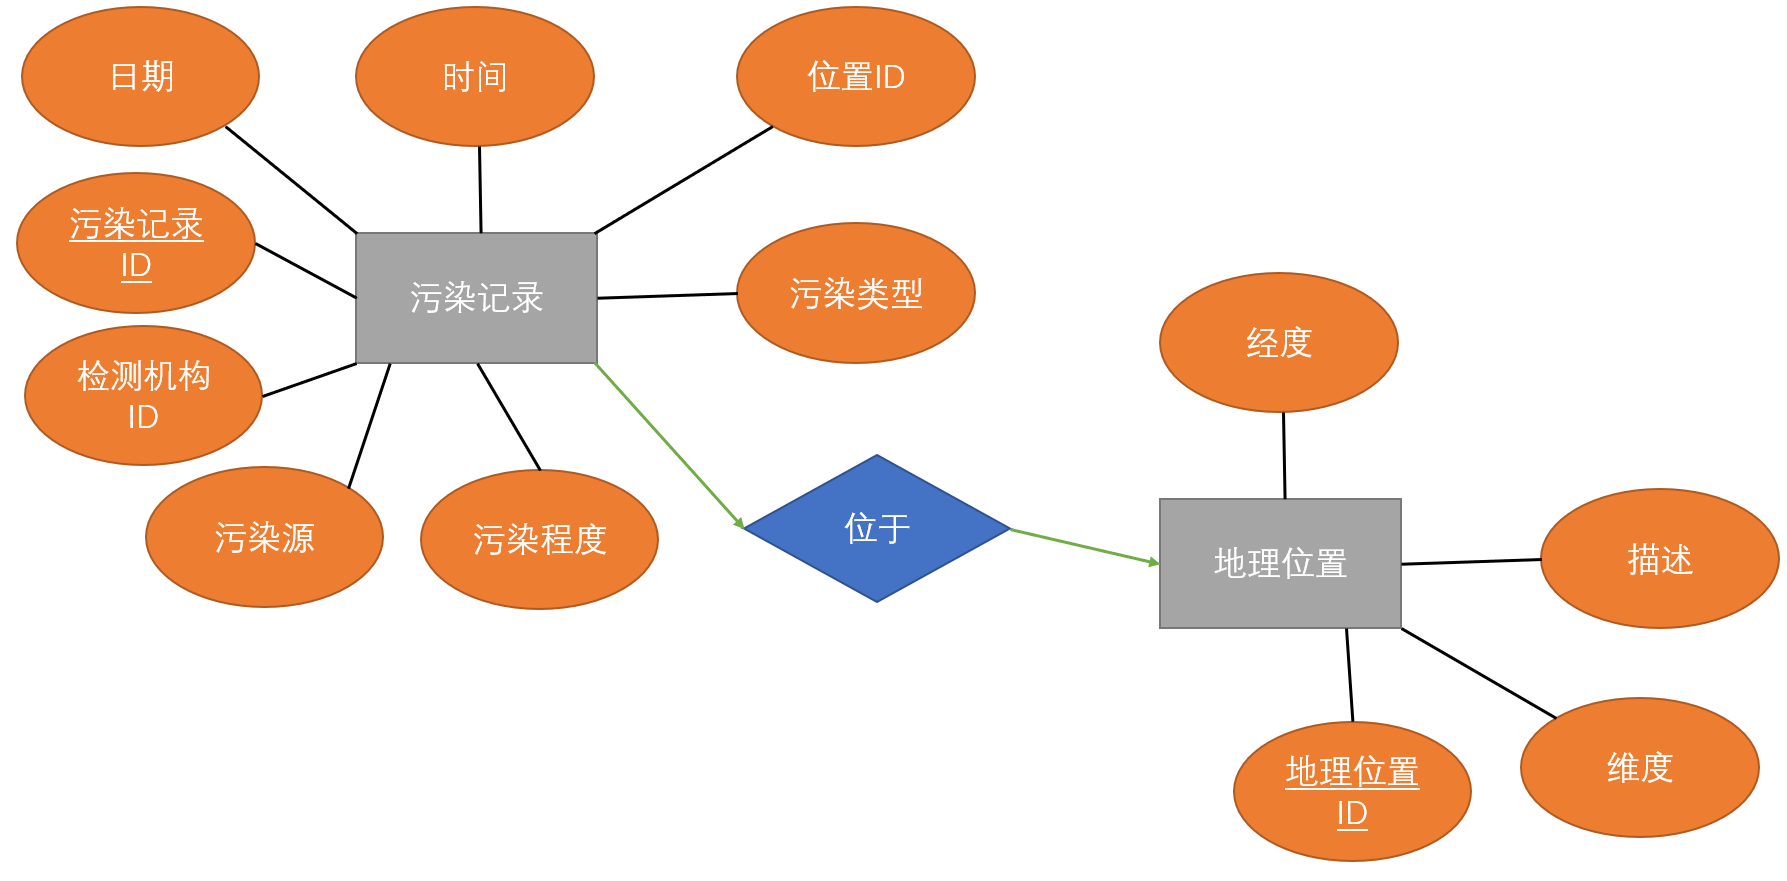 日期
时间
位置ID
污染记录
ID
污染记录
污染类型
检测机构
ID
经度
污染源
污染程度
位于
地理位置
描述
地理位置
ID
维度